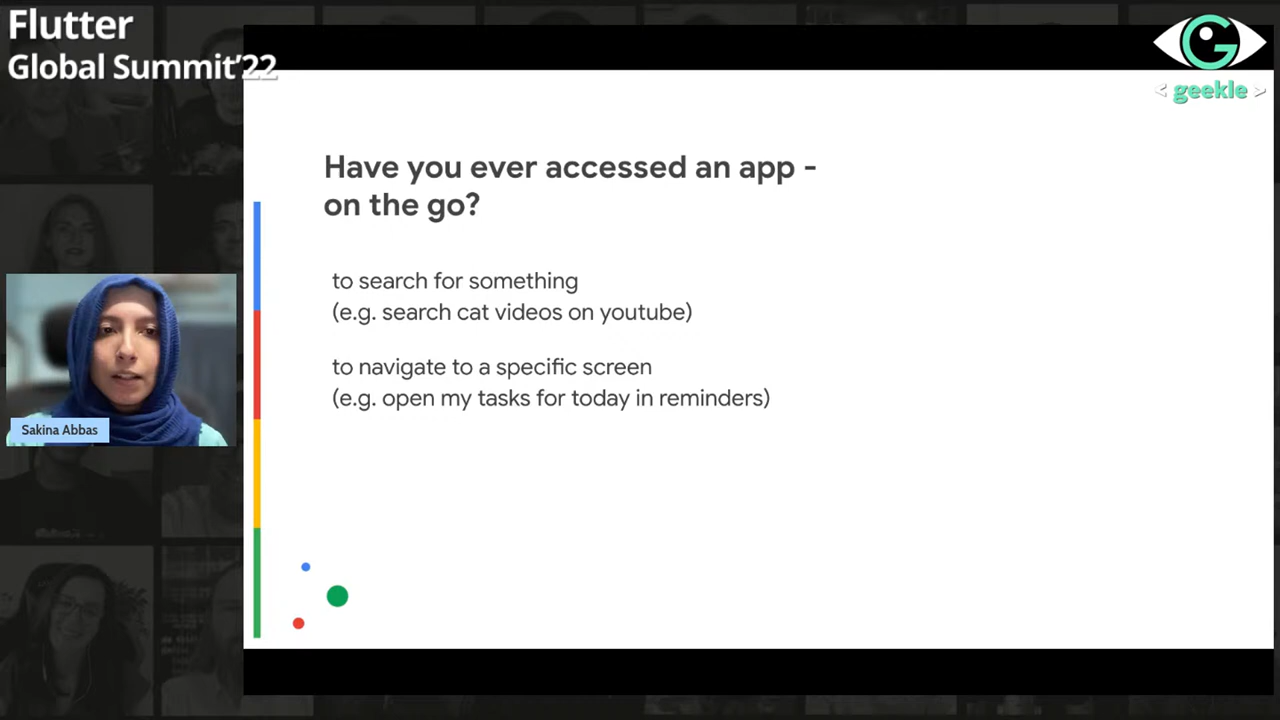 Flutter
Global Summit'22
< geekle >
Have you ever accessed an app -
on the go?
to search for something
(e.g. search cat videos on youtube)
to navigate to a specific screen
(e.g. open my tasks for today in reminders)
Sakina Abbas